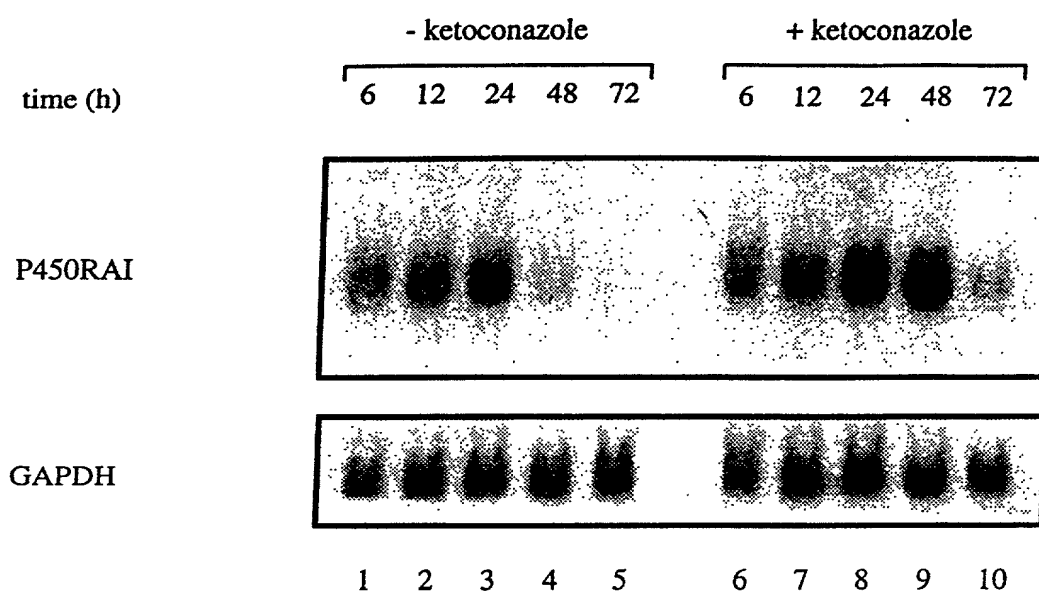 - ketoconazole + ketoconazole
time (h) 6 12 24 48 72 6 12 24 48 72
P450RAI
GAPDH
1 2 3 4 5 6 7 8 9 10